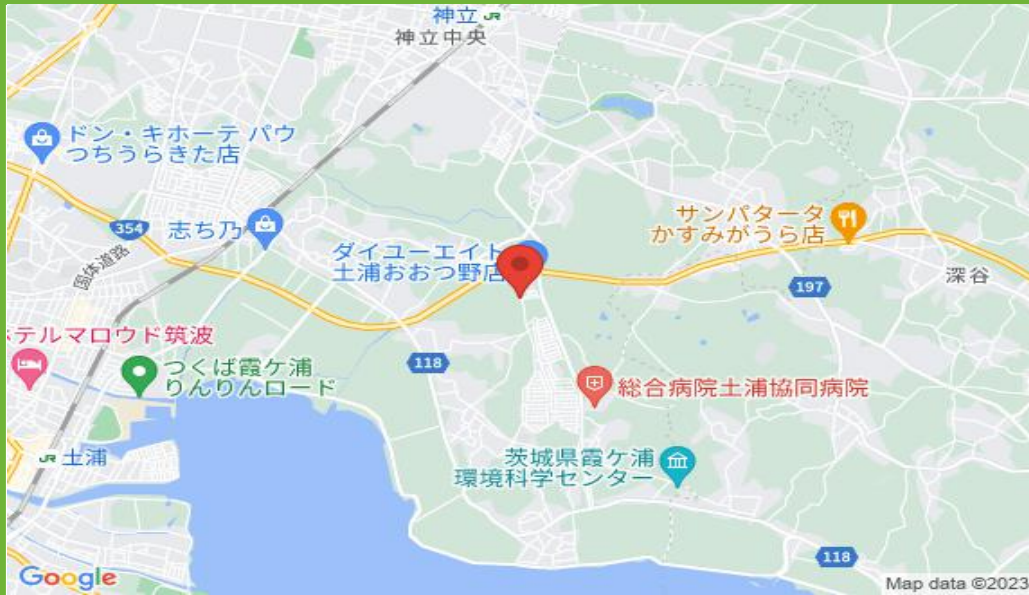 神立 JR
神立中央
ドン・キホーテ パウ
つちうらきた店
354
志ち乃
国体道路
ダイユーエイト
土浦おおつ野店
サンパタータ
かすみがうら店
197
深谷
ホテルマロウド筑波
つくば霞ケ浦
りんりんロード
118
総合病院土浦協同病院
JR 土浦
茨城県霞ケ浦
環境科学センター
118
Google
Map data ©2023